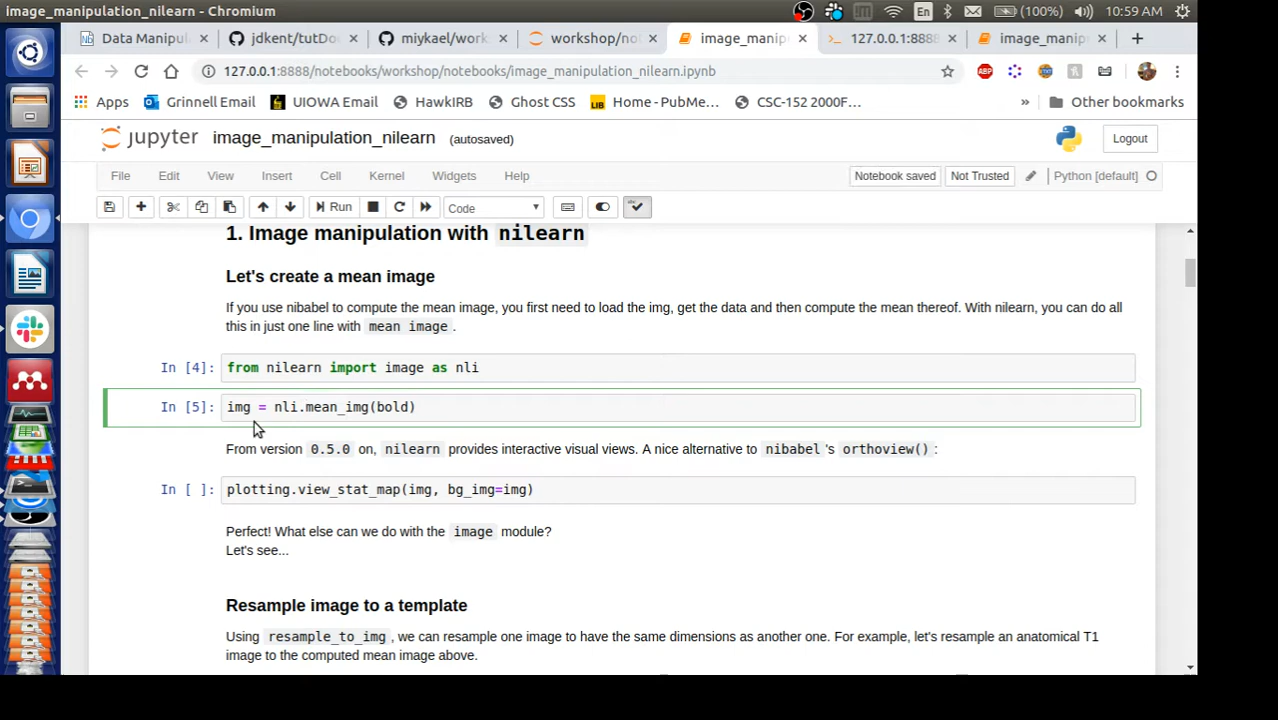 image_manipulation_nilearn - Chromium
En
(100%)
10:59 AM
Data Manipul
jdkent/tutDo
miykael/work
workshop/no
image_manip
127.0.0.1:8888
image_manip
127.0.0.1:8888/notebooks/workshop/notebooks/image_manipulation_nilearn.ipynb
ABP
Apps
Grinnell Email
UIOWA Email
HawkIRB
Ghost CSS
LIB
Home - PubMe...
CSC-152 2000F...
»
Other bookmarks
jupyter
image_manipulation_nilearn
(autosaved)
Logout
File
Edit
View
Insert
Cell
Kernel
Widgets
Help
Notebook saved
Not Trusted
Python [default]
Run
Code
1. Image manipulation with nilearn
Let's create a mean image
If you use nibabel to compute the mean image, you first need to load the img, get the data and then compute the mean thereof. With nilearn, you can do all
this in just one line with mean image.
In [4]: from nilearn import image as nli
In [5]: img = nli.mean_img(bold)
From version 0.5.0 on, nilearn provides interactive visual views. A nice alternative to nibabel's orthoview():
In [ ]: plotting.view_stat_map(img, bg_img=img)
Perfect! What else can we do with the image module?
Let's see...
Resample image to a template
Using resample_to_img, we can resample one image to have the same dimensions as another one. For example, let's resample an anatomical T1
image to the computed mean image above.